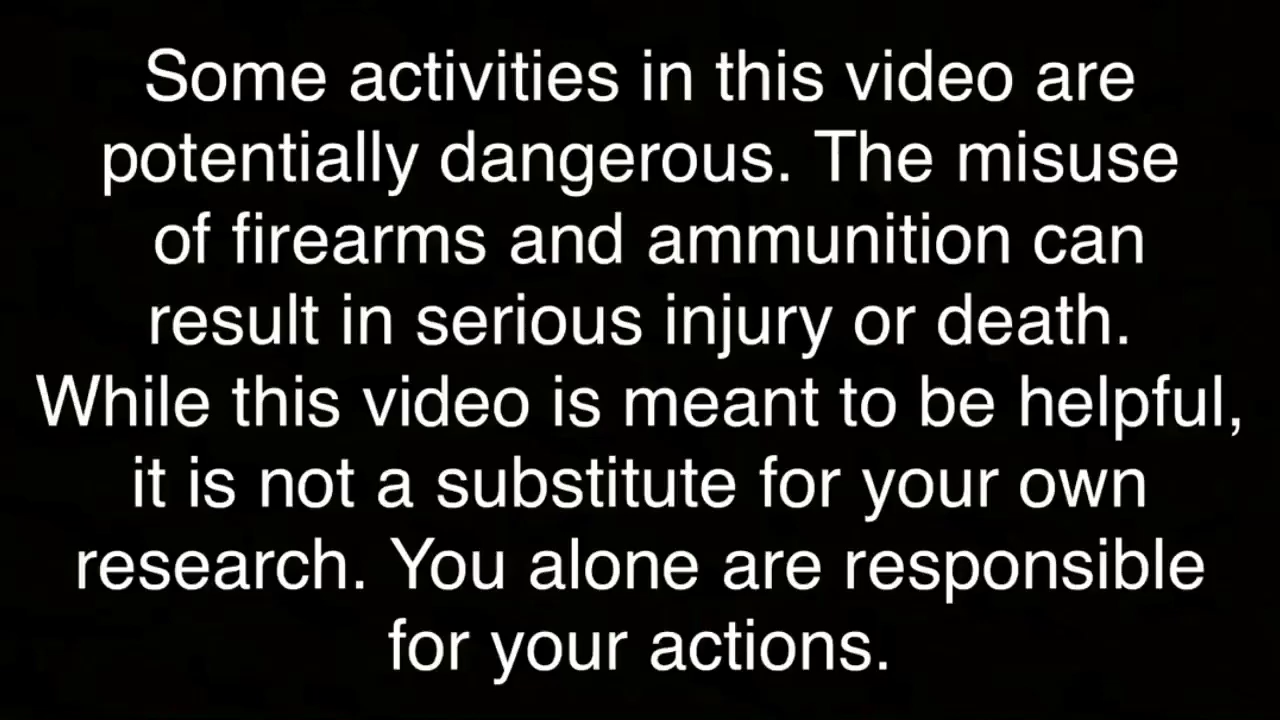 Some activities in this video are
potentially dangerous. The misuse
of firearms and ammunition can
result in serious injury or death.
While this video is meant to be helpful,
it is not a substitute for your own
research. You alone are responsible
for your actions.